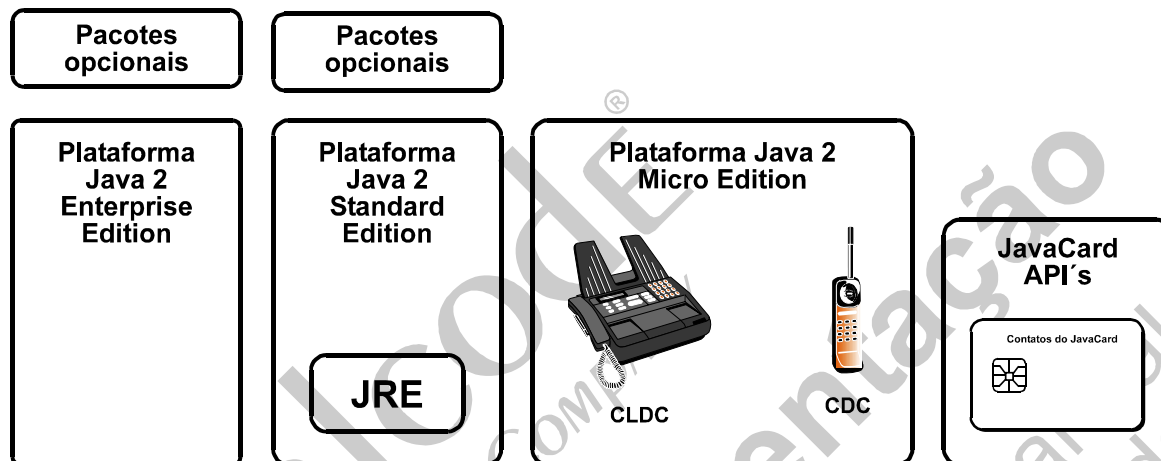 Pacotes
opcionais
Pacotes
opcionais
Plataforma
Java 2
Enterprise
Edition
Plataforma
Java 2
Standard
Edition
JRE
Plataforma Java 2
Micro Edition
CLDC
CDC
JavaCard
API´s
Contatos do JavaCard